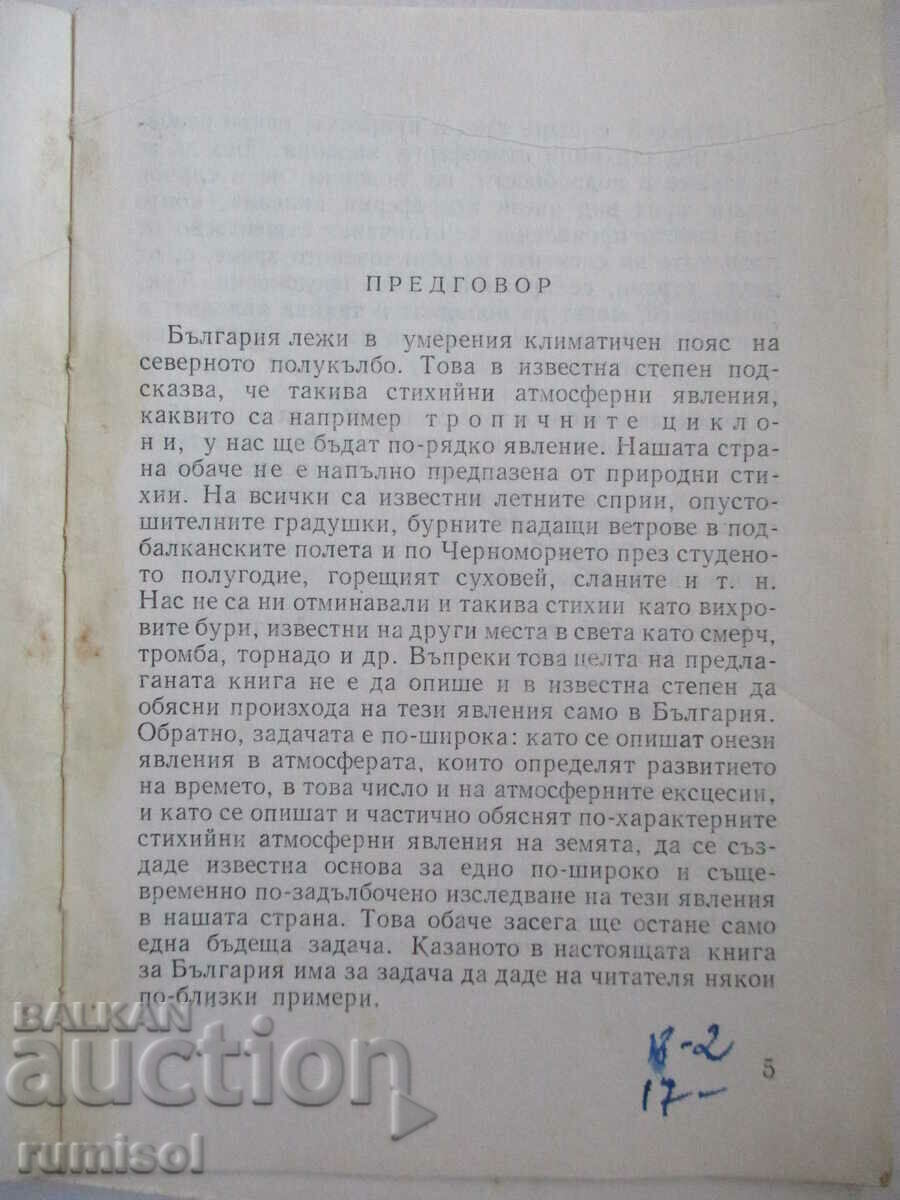 ПРЕДГОВОР
България лежи в умерения климатичен пояс на
северното полукълбо. Това в известна степен под-
сказва, че такива стихийни атмосферни явления,
каквито са например тропичните цикло-
ни, у нас ще бъдат по-рядко явление. Нашата стра-
на обаче не е напълно предпазена от природни сти-
хии. На всички са известни летните сприи, опусто-
шителните градушки, бурните падащи ветрове в под-
балканските полета и по Черноморието през студено-
то полугодие, горещият суховей, сланите и т. н.
Нас не са ни отминавали и такива стихии като вихро-
вите бури, известни на други места в света като смерч,
тромба, торнадо и др. Въпреки това целта на предла-
ганата книга не е да опише и в известна степен да
обясни произхода на тези явления само в България.
Обратно, задачата е по-широка: като се опишат онези
явления в атмосферата, които определят развитието
на времето, в това число и на атмосферните ексцесии,
и като се опишат и частично обяснят по-характерните
стихийни атмосферни явления на земята, да се съз-
даде известна основа за едно по-широко и съще-
временно по-задълбочено изследване на тези явления
в нашата страна. Това обаче засега ще остане само
една бъдеща задача. Казаното в настоящата книга
за България има за задача да даде на читателя някои
по-близки примери.
BALKAN
auction
rumisol
-2
17-
5